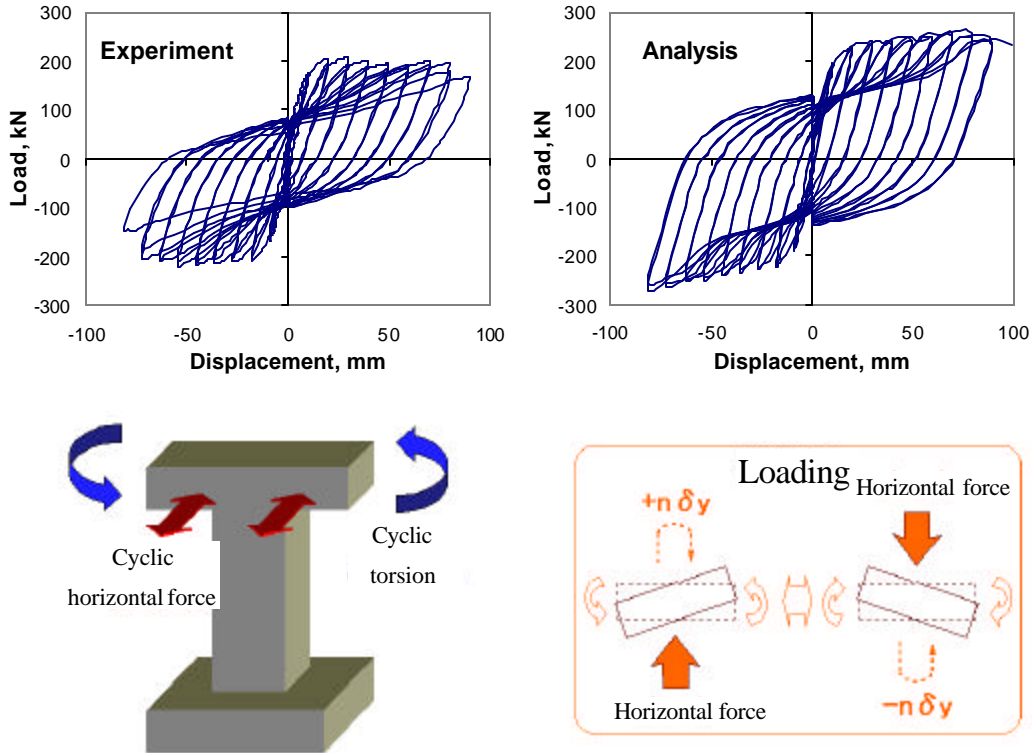 Experiment
300
200
100
0
-100
-200
-300
-100
-50
0
50
100
Load, kN
Displacement, mm
Analysis
300
200
100
0
-100
-200
-300
-100
-50
0
50
100
Load, kN
Displacement, mm
Cyclic
horizontal force
Cyclic
torsion
Loading
+n δy
Horizontal force
Horizontal force
−n δy